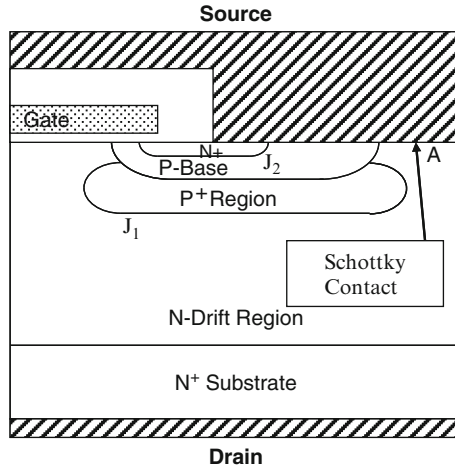 Source
Gate
N+
A
P-Base
J₂
P⁺Region
J₁
Schottky
Contact
N-Drift Region
N⁺ Substrate
Drain